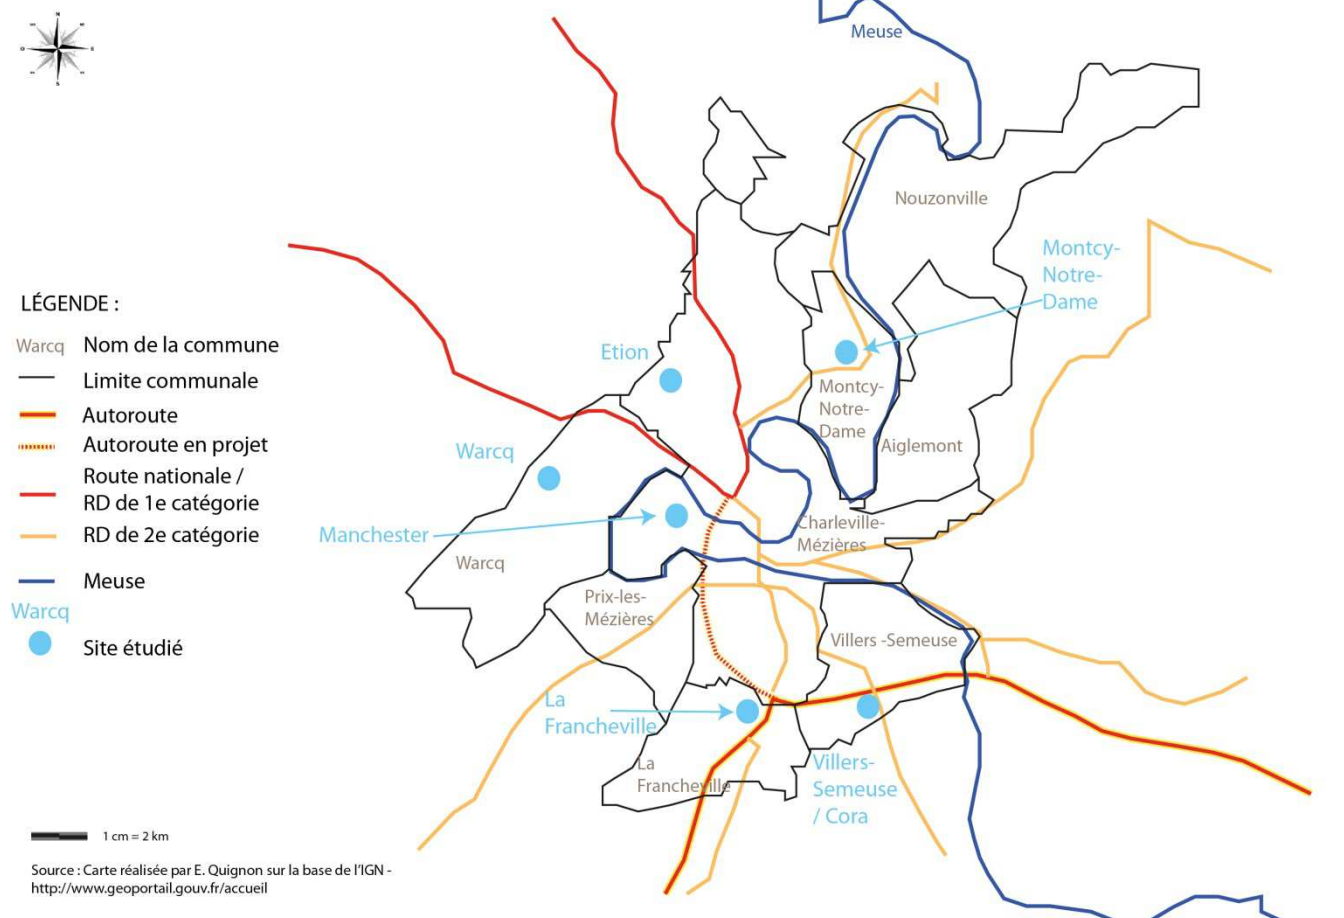 N
E
S
O
Meuse
Nouzonville
Montcy-
Notre-
Dame
LÉGENDE :
Warcq
Nom de la commune
Limite communale
Autoroute
Autoroute en projet
Route nationale /
RD de 1e catégorie
RD de 2e catégorie
Meuse
Warcq
Site étudié
Etion
Montcy-
Notre-
Dame
Aiglemont
Warcq
Manchester
Charleville-
Mézières
Warcq
Prix-les-
Mézières
Villers -Semeuse
La
Francheville
La
Francheville
Villers-
Semeuse
/ Cora
1 cm = 2 km
Source : Carte réalisée par E. Quignon sur la base de l'IGN -
http://www.geoportail.gouv.fr/accueil